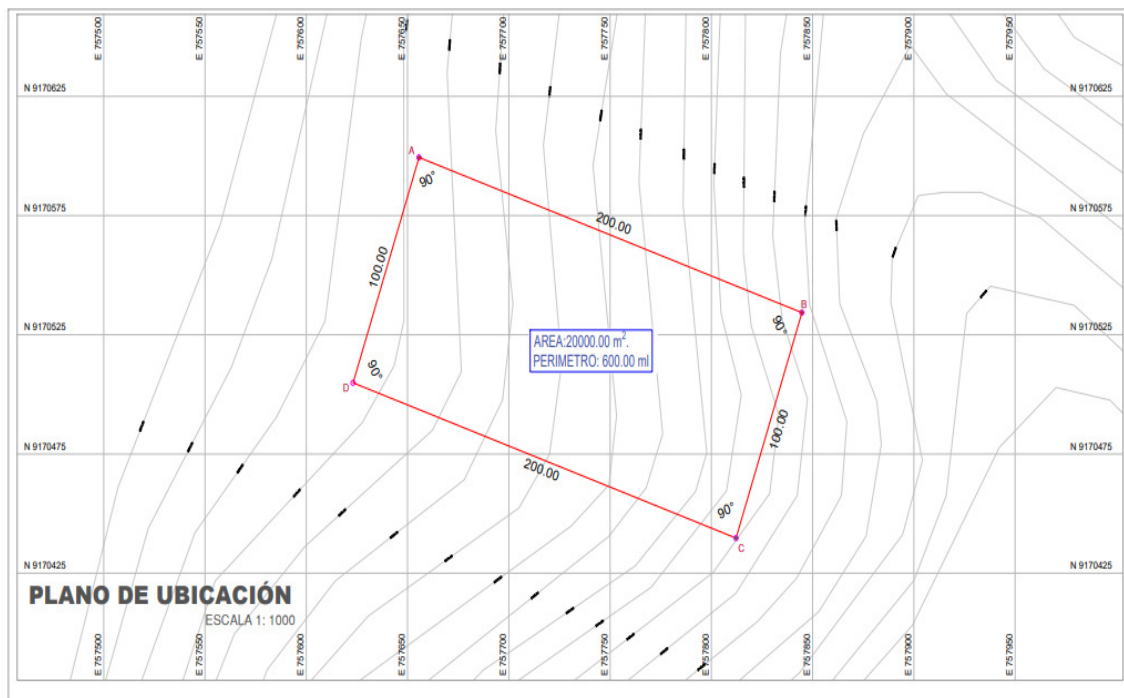 E 757500
E 757550
E 757600
E 757650
E 757700
E 757750
E 757800
E 757850
E 757900
E 757950
N 9170625
N 9170625
A
90°
200.00
N 9170575
N 9170575
100.00
B
90°
N 9170525
N 9170525
AREA:20000.00 m².
PERIMETRO: 600.00 ml
90°
D
100.00
N 9170475
N 9170475
200.00
90°
C
N 9170425
N 9170425
PLANO DE UBICACIÓN
ESCALA 1: 1000
E 757500
E 757550
E 757600
E 757650
E 757700
E 757750
E 757800
E 757850
E 757900
E 757950